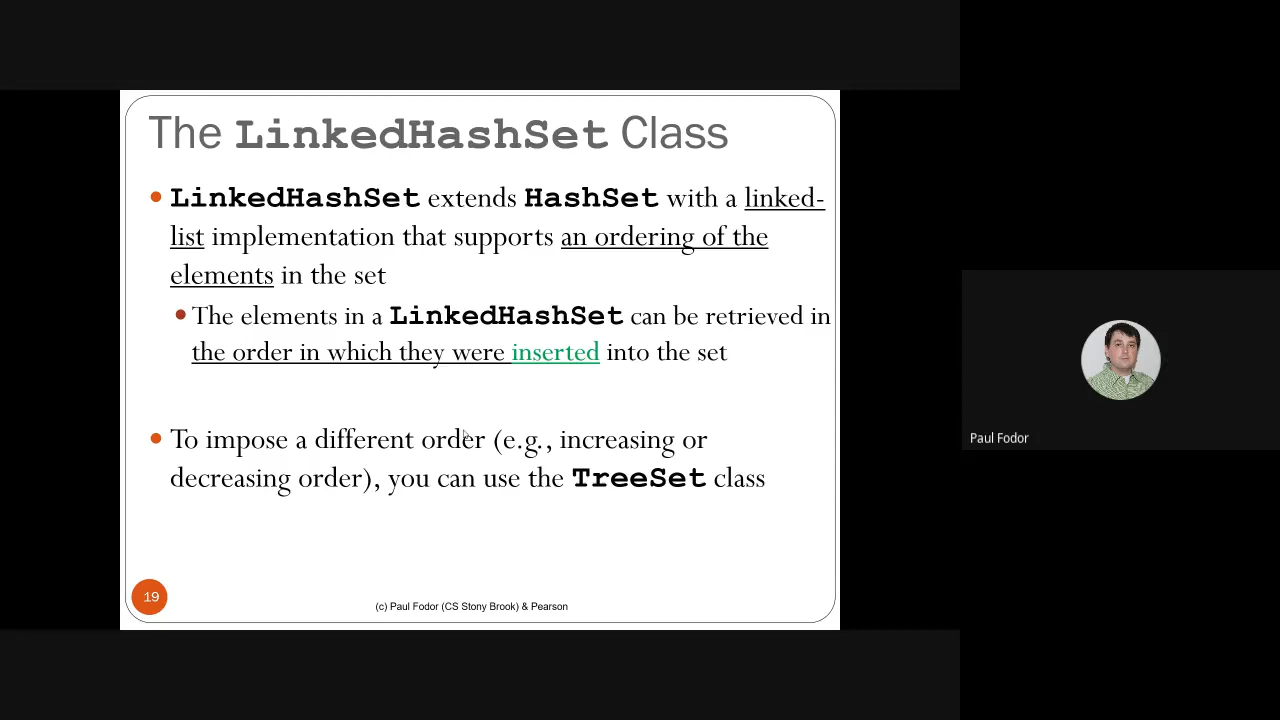 The LinkedHashSet Class
LinkedHashSet extends HashSet with a linked-
list implementation that supports an ordering of the
elements in the set
The elements in a LinkedHashSet can be retrieved in
the order in which they were inserted into the set
To impose a different order (e.g., increasing or
decreasing order), you can use the TreeSet class
19
(c) Paul Fodor (CS Stony Brook) & Pearson
Paul Fodor